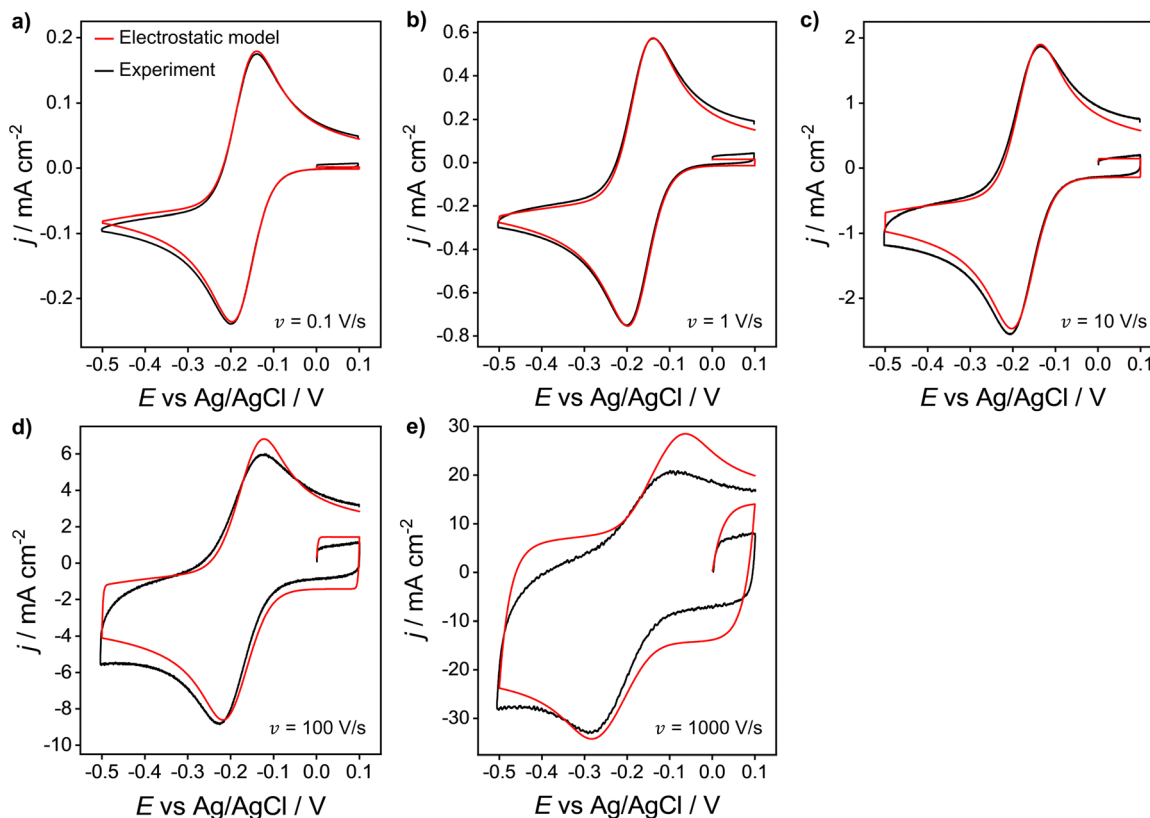 a)
Electrostatic model
Experiment
0.2
0.1
0.0
-0.1
-0.2
j / mA cm⁻²
v = 0.1 V/s
-0.5 -0.4 -0.3 -0.2 -0.1 0.0 0.1
E vs Ag/AgCl / V
b)
0.6
0.4
0.2
0.0
-0.2
-0.4
-0.6
-0.8
j / mA cm⁻²
v = 1 V/s
-0.5 -0.4 -0.3 -0.2 -0.1 0.0 0.1
E vs Ag/AgCl / V
c)
2
1
0
-1
-2
j / mA cm⁻²
v = 10 V/s
-0.5 -0.4 -0.3 -0.2 -0.1 0.0 0.1
E vs Ag/AgCl / V
d)
6
4
2
0
-2
-4
-6
-8
-10
j / mA cm⁻²
v = 100 V/s
-0.5 -0.4 -0.3 -0.2 -0.1 0.0 0.1
E vs Ag/AgCl / V
e)
30
20
10
0
-10
-20
-30
j / mA cm⁻²
v = 1000 V/s
-0.5 -0.4 -0.3 -0.2 -0.1 0.0 0.1
E vs Ag/AgCl / V